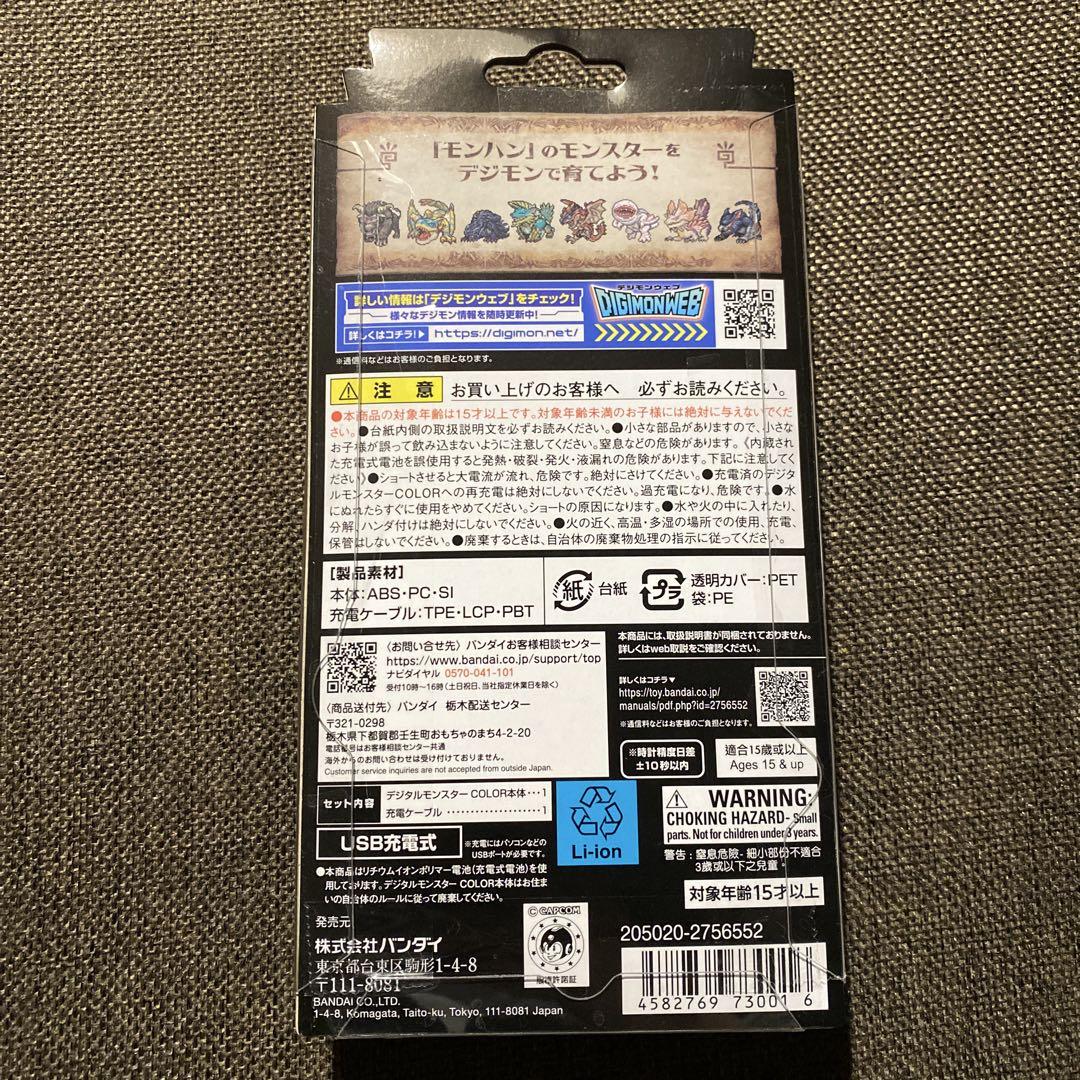 「モンハン」のモンスターを
デジモンで育てよう!
詳しい情報は「デジモンウェブ」をチェック!
様々なデジモン情報を随時更新中!
詳しくはコチラ!▶ https://digimon.net/
デジモンウェブ
DIGIMONWEB
※通信料などはお客様のご負担となります。
⚠ 注 意 お買い上げのお客様へ 必ずお読みください。
●本商品の対象年齢は15才以上です。対象年齢未満のお子様には絶対に与えないでくだ
さい。●台紙内側の取扱説明文を必ずお読みください。●小さな部品がありますので、小さな
お子様が誤って飲み込まないように注意してください。窒息などの危険があります。《内蔵され
た充電式電池を誤使用すると発熱・破裂・発火・液漏れの危険があります。下記に注意してく
ださい》●ショートさせると大電流が流れ、危険です。絶対にさけてください。●充電済のデジタ
ルモンスターCOLORへの再充電は絶対にしないでください。過充電になり、危険です。●水
にぬれたらすぐに使用をやめてください。ショートの原因になります。●水や火の中に入れたり、
分解、ハンダ付けは絶対にしないでください。●火の近く、高温・多湿の場所での使用、充電、
保管はしないでください。●廃棄するときは、自治体の廃棄物処理の指示に従ってください。
【製品素材】
本体:ABS・PC・SI
充電ケーブル:TPE・LCP・PBT
紙 台紙
プラ 透明カバー:PET
袋:PE
〈お問い合せ先〉バンダイお客様相談センター
https://www.bandai.co.jp/support/top
ナビダイヤル 0570-041-101
受付10時〜16時(土日祝日、当社指定休業日を除く)
〈商品送付先〉バンダイ 栃木配送センター
〒321-0298
栃木県下都賀郡壬生町おもちゃのまち4-2-20
電話番号はお客様相談センター共通
海外からのお問い合わせは受け付けておりません。
Customer service inquiries are not accepted from outside Japan.
本商品には、取扱説明書が同梱されておりません。
詳しくはweb取説をご確認ください。
詳しくはコチラ▼
https://toy.bandai.co.jp/
manuals/pdf.php?id=2756552
※通信料などはお客様のご負担となります。
※時計精度日差
±10秒以内
適合15歲或以上
Ages 15 & up
セット内容
デジタルモンスター COLOR本体…1
充電ケーブル…………………1
USB充電式
※充電にはパソコンなどの
USBポートが必要です。
●本商品はリチウムイオンポリマー電池(充電式電池)を使
用しております。デジタルモンスター COLOR本体はお住ま
いの自治体のルールに従って廃棄してください。
Li-ion
⚠ WARNING:
CHOKING HAZARD- Small
parts. Not for children under 3 years.
警告:窒息危險-細小部份不適合
3歲或以下之兒童。
対象年齢15才以上
発売元
株式会社バンダイ
東京都台東区駒形1-4-8
〒111-8081
BANDAI CO.,LTD.
1-4-8, Komagata, Taito-ku, Tokyo, 111-8081 Japan
©CAPCOM
販売許諾証
205020-2756552
4582769 73001 6